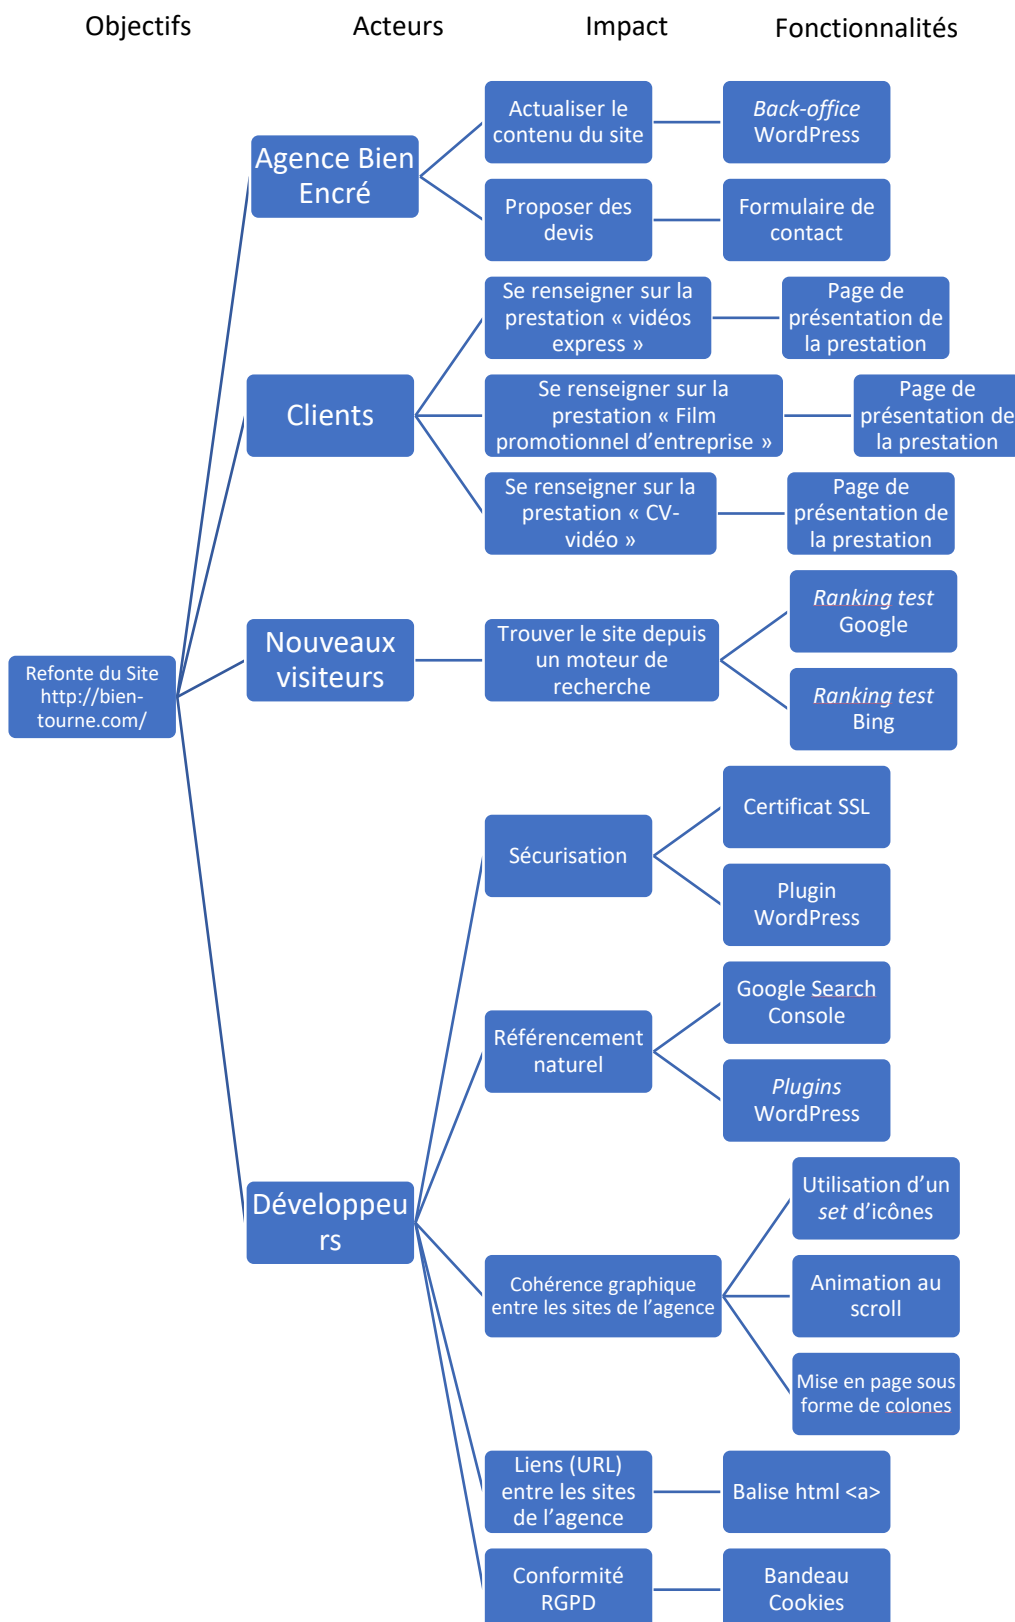 Objectifs
Acteurs
Impact
Fonctionnalités
Refonte du Site
http://bien-
tourne.com/
Agence Bien
Encré
Actualiser le
contenu du site
Back-office
WordPress
Proposer des
devis
Formulaire de
contact
Clients
Se renseigner sur la
prestation « vidéos
express »
Page de
présentation de
la prestation
Se renseigner sur la
prestation « Film
promotionnel d'entreprise »
Page de
présentation de
la prestation
Se renseigner sur la
prestation « CV-
vidéo »
Page de
présentation de
la prestation
Nouveaux
visiteurs
Trouver le site depuis
un moteur de
recherche
Ranking test
Google
Ranking test
Bing
Développeu
rs
Sécurisation
Certificat SSL
Plugin
WordPress
Référencement
naturel
Google Search
Console
Plugins
WordPress
Cohérence graphique
entre les sites de l'agence
Utilisation d'un
set d'icônes
Animation au
scroll
Mise en page sous
forme de colones
Liens (URL)
entre les sites
de l'agence
Balise html <a>
Conformité
RGPD
Bandeau
Cookies